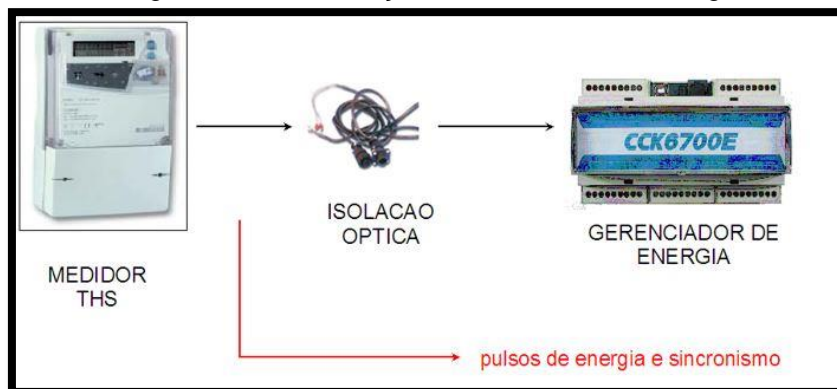 CCK6700E
ISOLACAO
OPTICA
GERENCIADOR DE
ENERGIA
MEDIDOR
THS
pulsos de energia e sincronismo